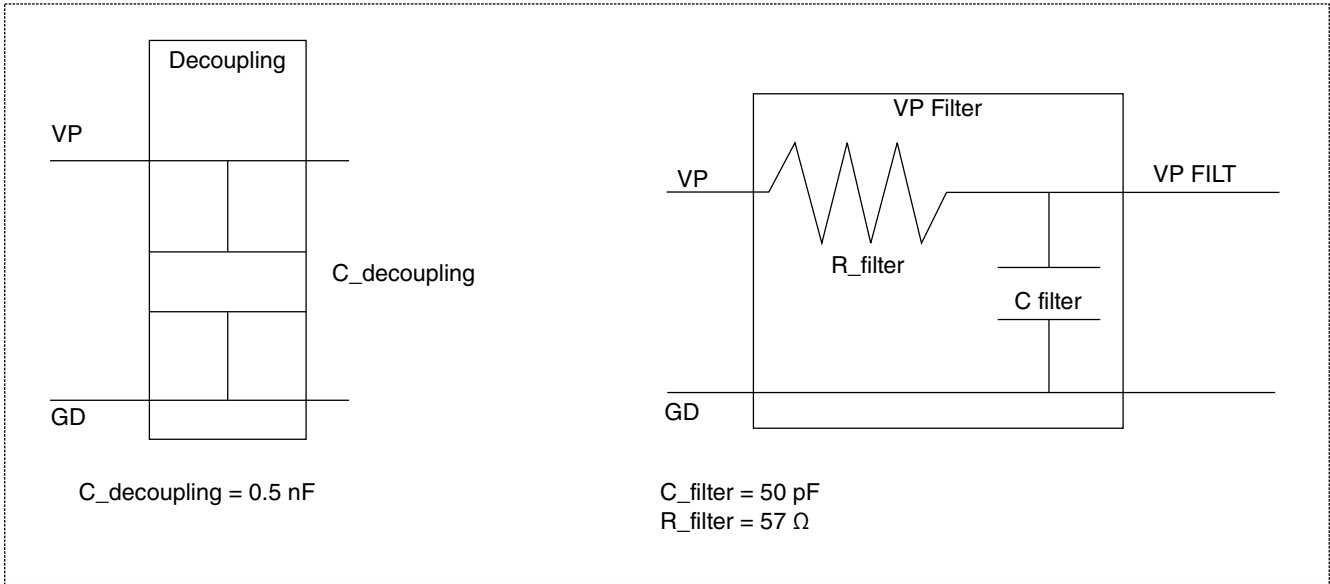 Decoupling
VP
C_decoupling
GD
C_decoupling = 0.5 nF
VP Filter
VP
VP FILT
R_filter
C filter
GD
C_filter = 50 pF
R_filter = 57 Ω